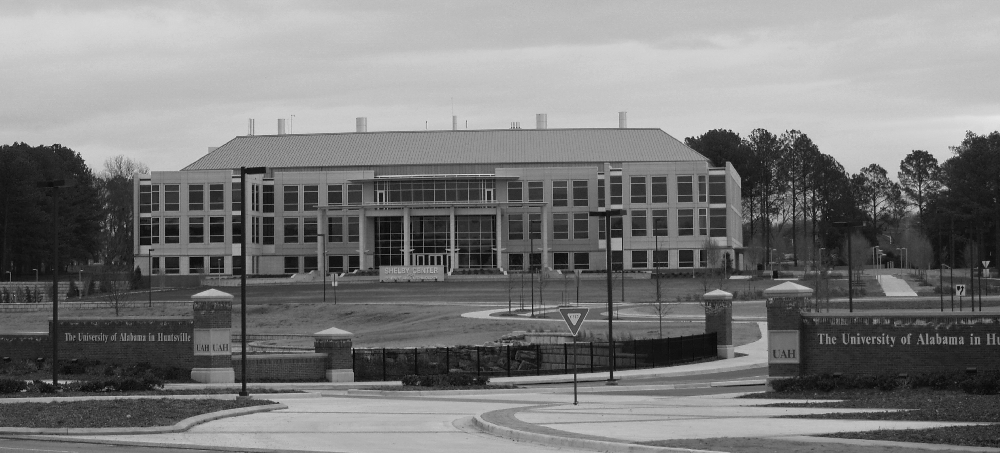 SHELBY CENTER
FOR
SCIENCE AND TECHNOLOGY
YIELD
The University of Alabama in Huntsville
UAH UAH
The University of Alabama in Hu
UAH